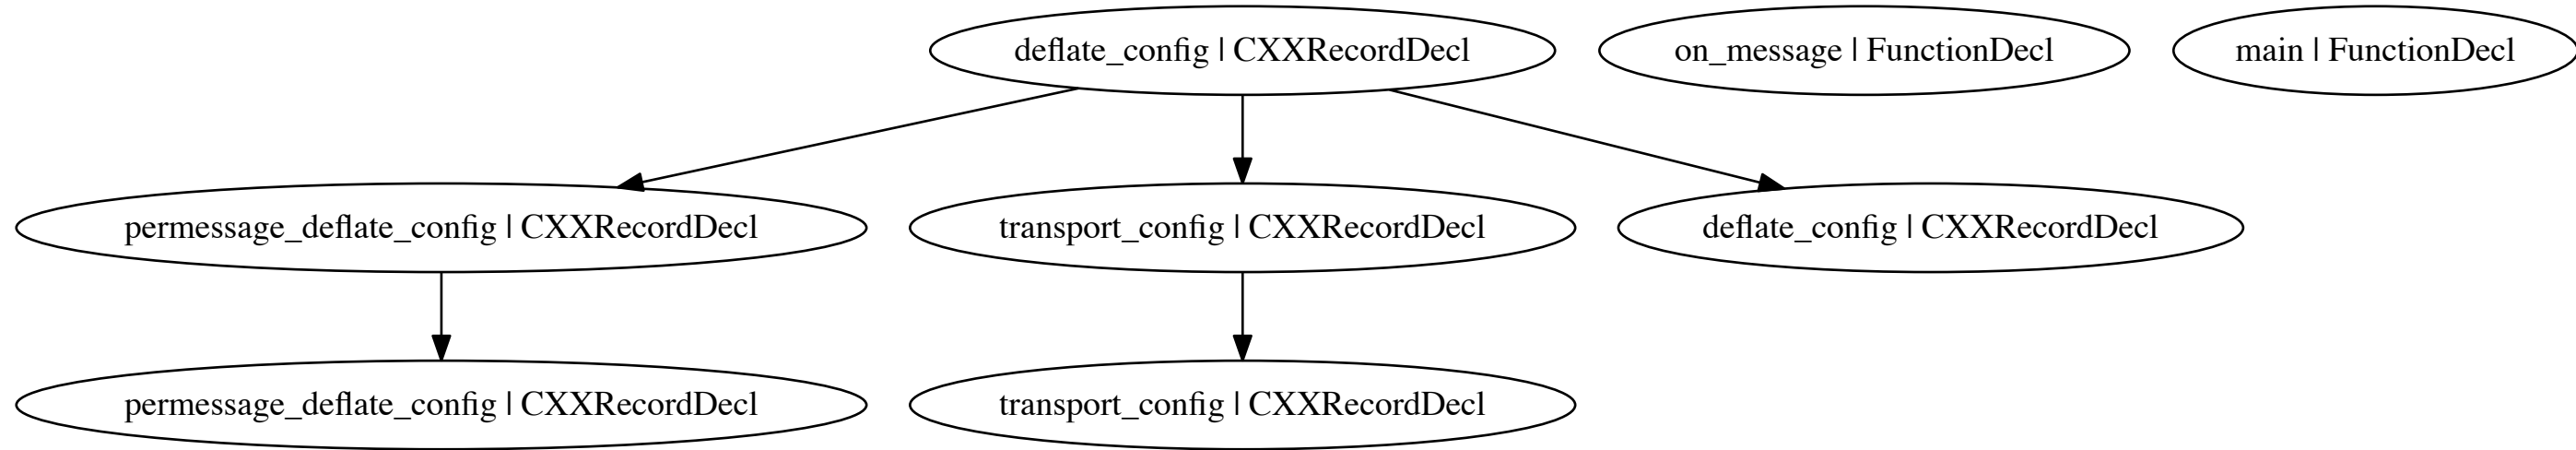 deflate_config | CXXRecordDecl
on_message | FunctionDecl
main | FunctionDecl
permessage_deflate_config | CXXRecordDecl
transport_config | CXXRecordDecl
deflate_config | CXXRecordDecl
permessage_deflate_config | CXXRecordDecl
transport_config | CXXRecordDecl